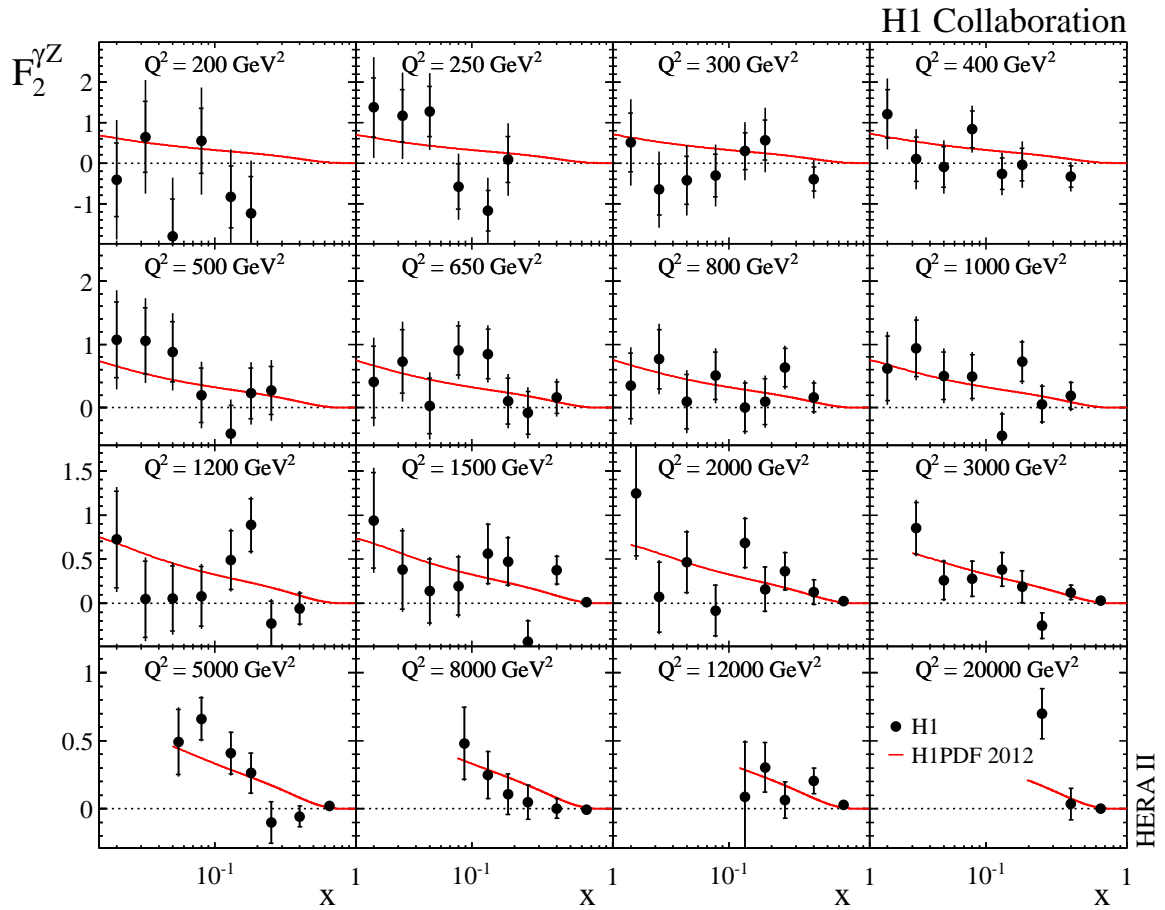 H1 Collaboration
F₂^γZ
Q² = 200 GeV²
Q² = 250 GeV²
Q² = 300 GeV²
Q² = 400 GeV²
2
1
0
-1
Q² = 500 GeV²
Q² = 650 GeV²
Q² = 800 GeV²
Q² = 1000 GeV²
2
1
0
Q² = 1200 GeV²
Q² = 1500 GeV²
Q² = 2000 GeV²
Q² = 3000 GeV²
1.5
1
0.5
0
Q² = 5000 GeV²
Q² = 8000 GeV²
Q² = 12000 GeV²
Q² = 20000 GeV²
1
0.5
0
H1
H1PDF 2012
HERA II
10⁻¹ 1
10⁻¹ 1
10⁻¹ 1
10⁻¹ 1
x
x
x
x